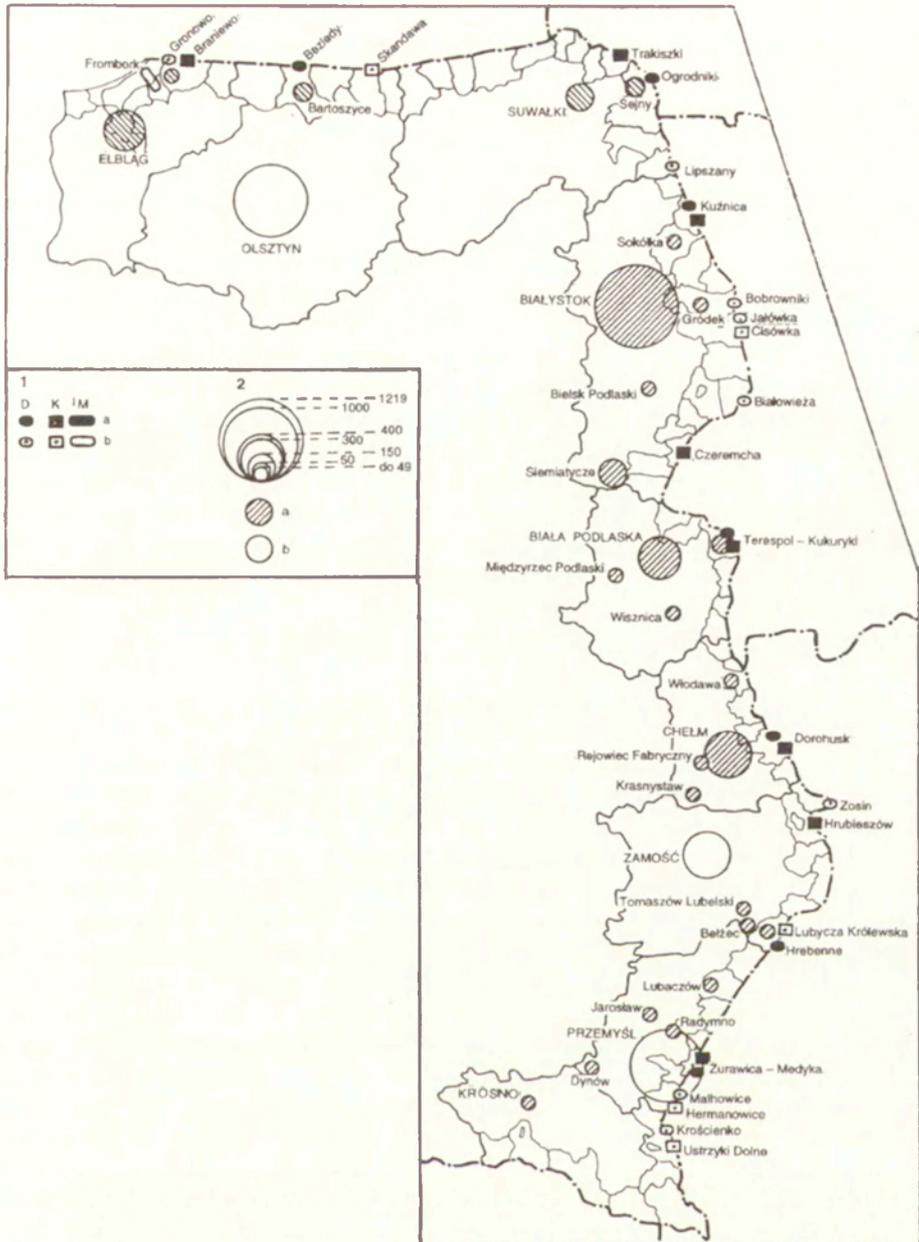 Gronowo.
Braniewo.
Frombork
Bezledy.
Skandawa
Bartoszyce
ELBLĄG
OLSZTYN
SUWAŁKI
Trakiszki
Ogrodniki
Sejny
Lipszany
Kuźnica
Sokółka
BIAŁYSTOK
Gródek
Bobrowniki
Jałówka
Cisówka
Bielsk Podlaski
Białowieża
Siemiatycze
Czeremcha
BIAŁA PODLASKA
Terespol – Kukuryki
Międzyrzec Podlaski
Wisznica
Włodawa
CHEŁM
Dorohusk
Rejowiec Fabryczny
Krasnystaw
Zosin
Hrubieszów
ZAMOŚĆ
Tomaszów Lubelski
Bełżec
Lubycza Królewska
Hrebenne
Lubaczów
Jarosław
Radymno
PRZEMYŚL
Żurawica – Medyka
Dynów
KROSNO
Malhowice
Hermanowice
Krościenko
Ustrzyki Dolne
1
D K M
a
b
2
1219
1000
400
300
150
50
do 49
a
b